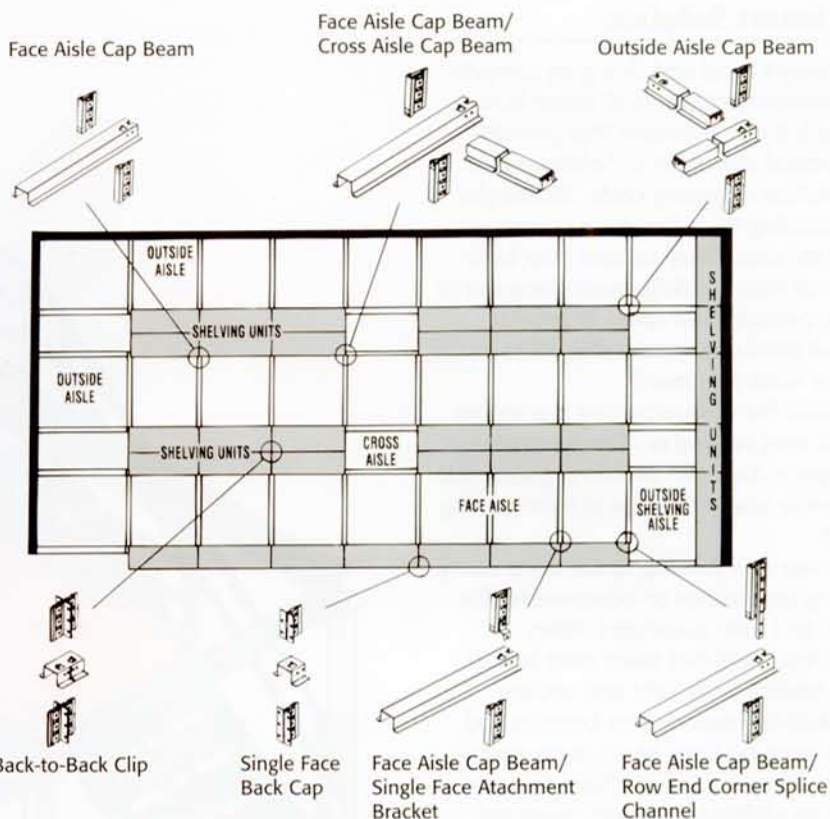 Face Aisle Cap Beam
Face Aisle Cap Beam/
Cross Aisle Cap Beam
Outside Aisle Cap Beam
OUTSIDE
AISLE
SHELVING UNITS
OUTSIDE
AISLE
SHELVING UNITS
CROSS
AISLE
FACE AISLE
OUTSIDE
SHELVING
AISLE
SHELVING UNITS
Back-to-Back Clip
Single Face
Back Cap
Face Aisle Cap Beam/
Single Face Atachment
Bracket
Face Aisle Cap Beam/
Row End Corner Splice
Channel